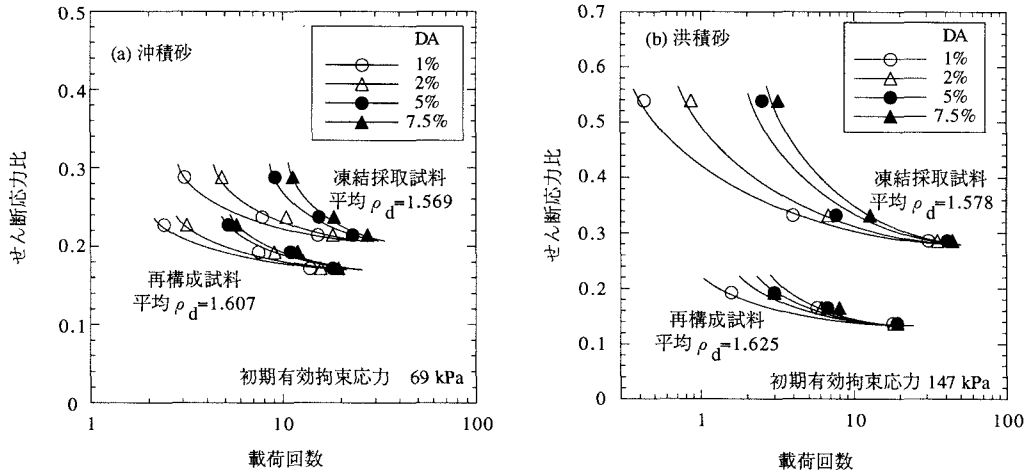 0.5
0.4
0.3
0.2
0.1
0
せん断応力比
(a) 沖積砂
DA
1%
2%
5%
7.5%
凍結採取試料
平均 ρd=1.569
再構成試料
平均 ρd=1.607
初期有効拘束応力 69 kPa
1 10 100
載荷回数
0.7
0.6
0.5
0.4
0.3
0.2
0.1
0
せん断応力比
(b) 洪積砂
DA
1%
2%
5%
7.5%
凍結採取試料
平均 ρd=1.578
再構成試料
平均 ρd=1.625
初期有効拘束応力 147 kPa
1 10 100
載荷回数